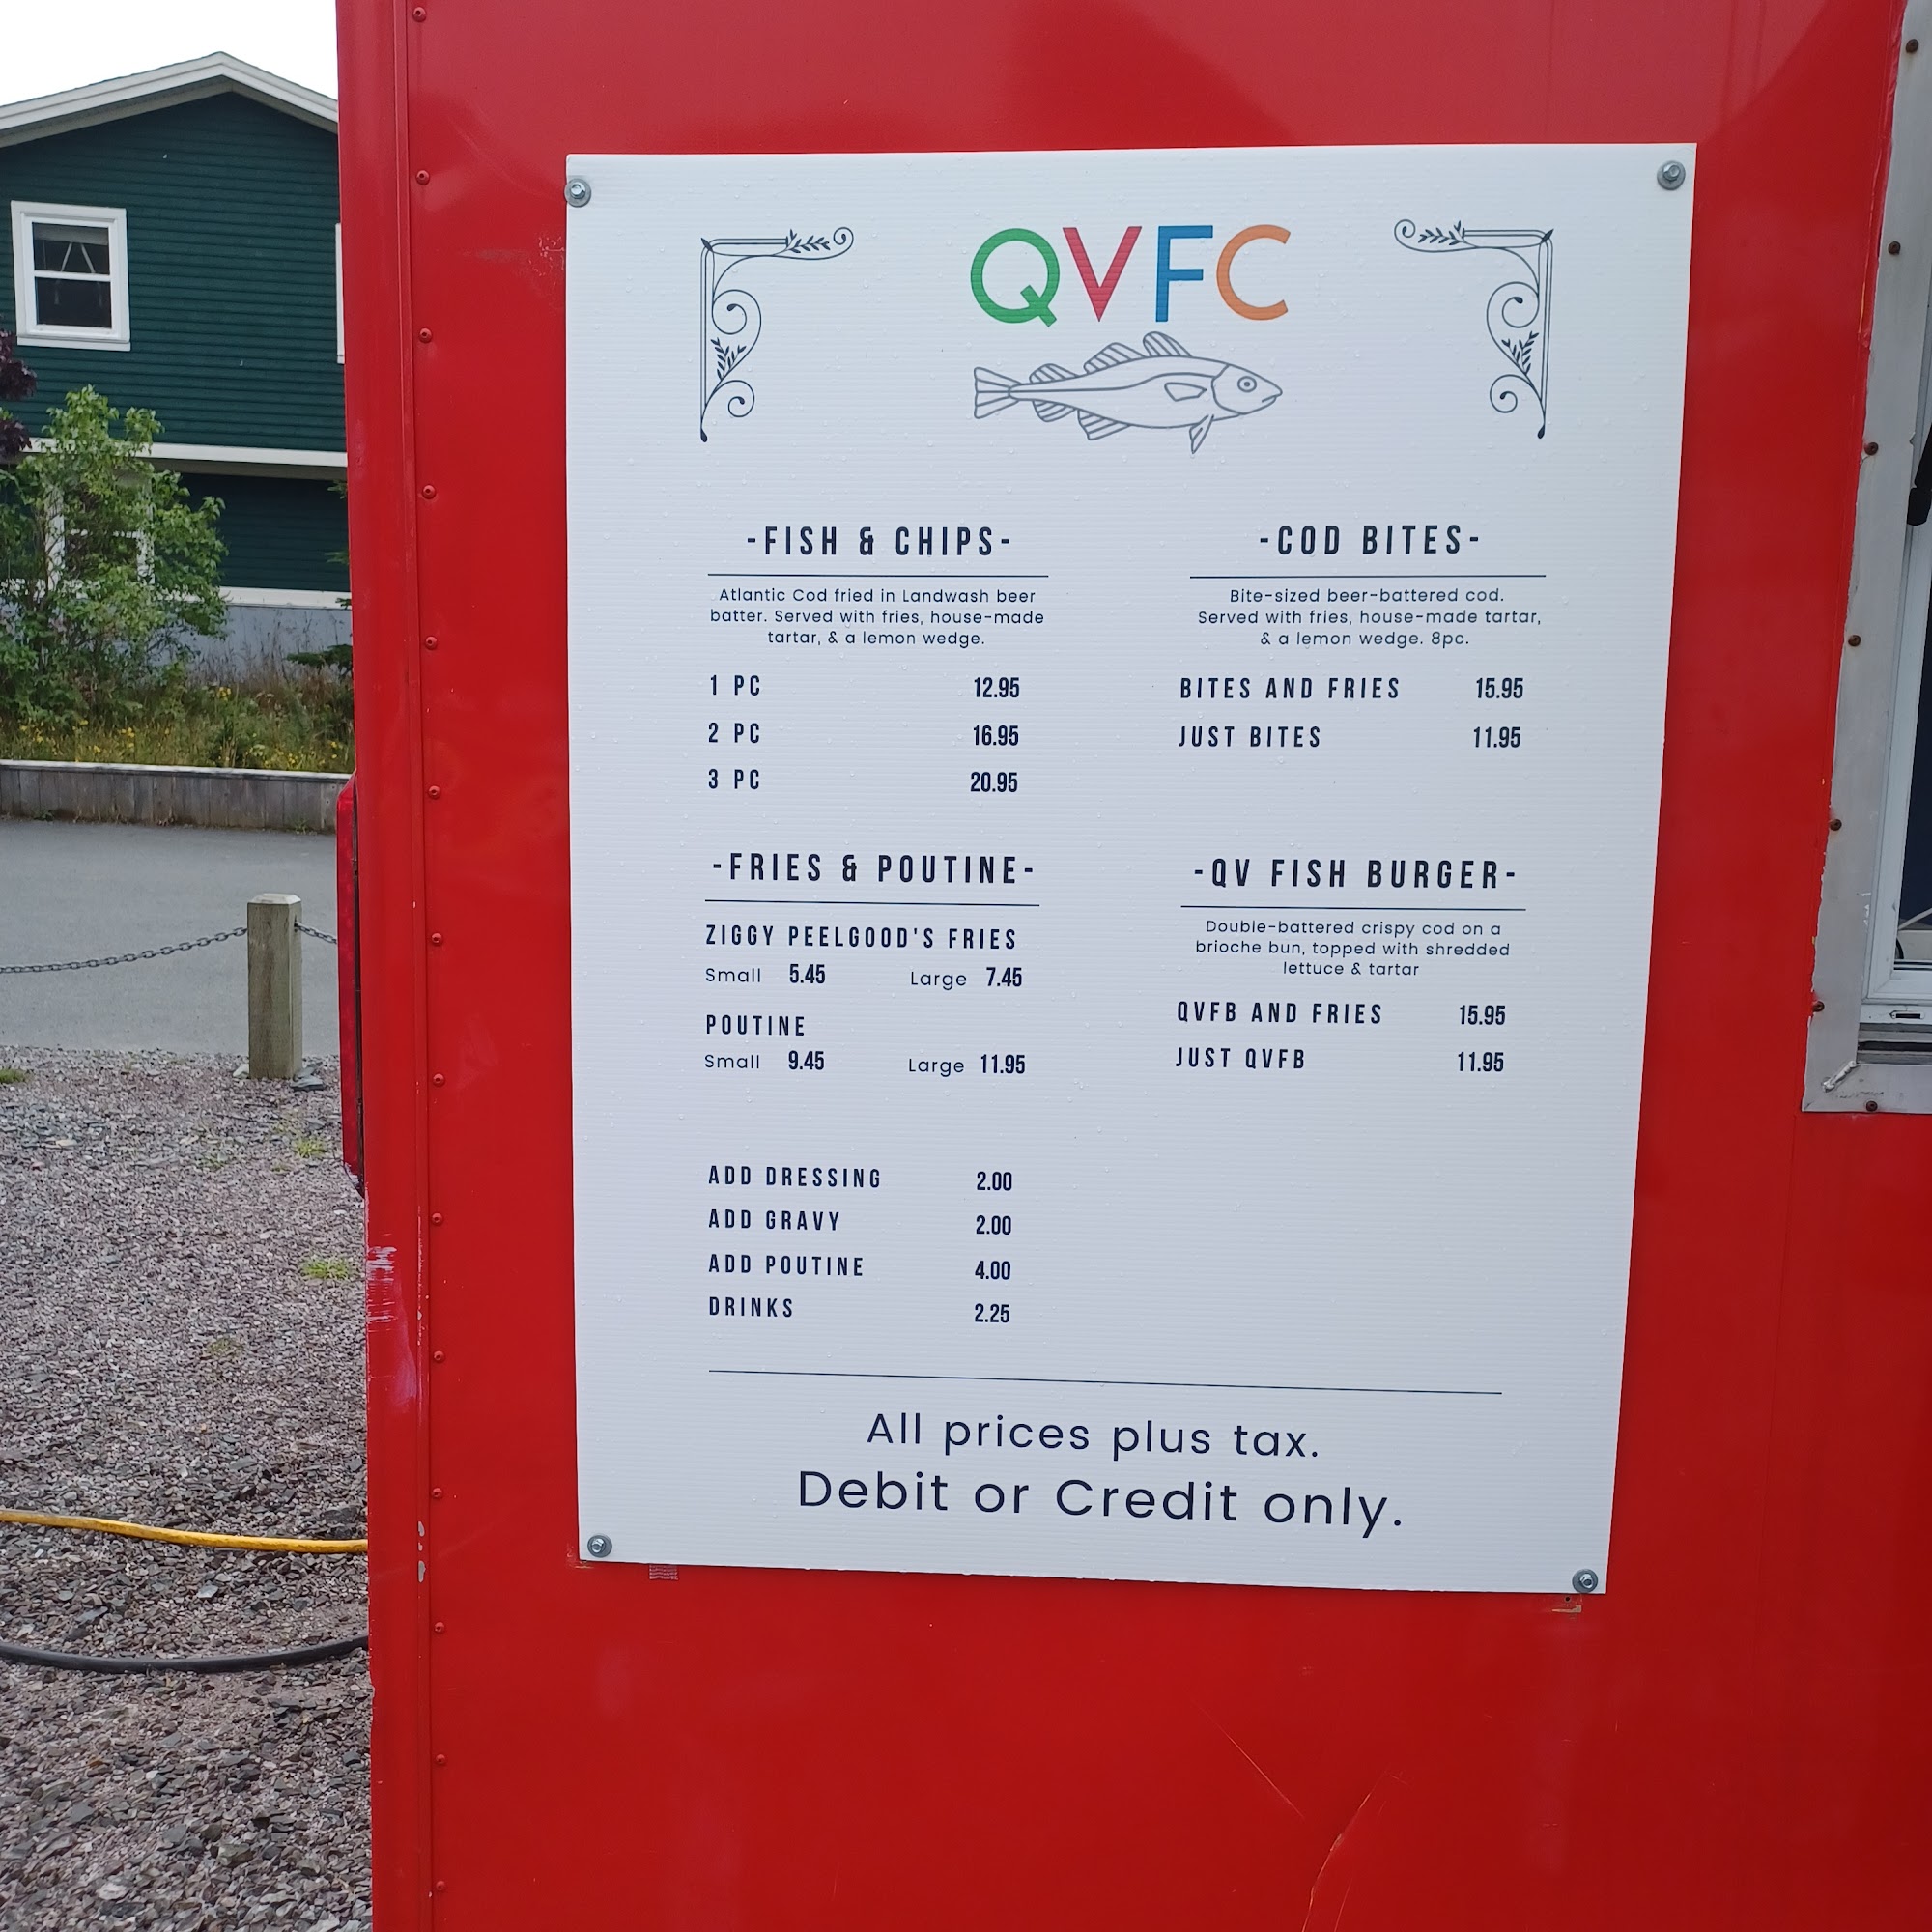 QVFC
-FISH & CHIPS-
Atlantic Cod fried in Landwash beer
batter. Served with fries, house-made
tartar, & a lemon wedge.
1 PC 12.95
2 PC 16.95
3 PC 20.95
-COD BITES-
Bite-sized beer-battered cod.
Served with fries, house-made tartar,
& a lemon wedge. 8pc.
BITES AND FRIES 15.95
JUST BITES 11.95
-FRIES & POUTINE-
ZIGGY PEELGOOD'S FRIES
Small 5.45 Large 7.45
POUTINE
Small 9.45 Large 11.95
-QV FISH BURGER-
Double-battered crispy cod on a
brioche bun, topped with shredded
lettuce & tartar
QVFB AND FRIES 15.95
JUST QVFB 11.95
ADD DRESSING 2.00
ADD GRAVY 2.00
ADD POUTINE 4.00
DRINKS 2.25
All prices plus tax.
Debit or Credit only.